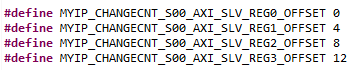 #define MYIP_CHANGECNT_S00_AXI_SLV_REG0_OFFSET 0
#define MYIP_CHANGECNT_S00_AXI_SLV_REG1_OFFSET 4
#define MYIP_CHANGECNT_S00_AXI_SLV_REG2_OFFSET 8
#define MYIP_CHANGECNT_S00_AXI_SLV_REG3_OFFSET 12